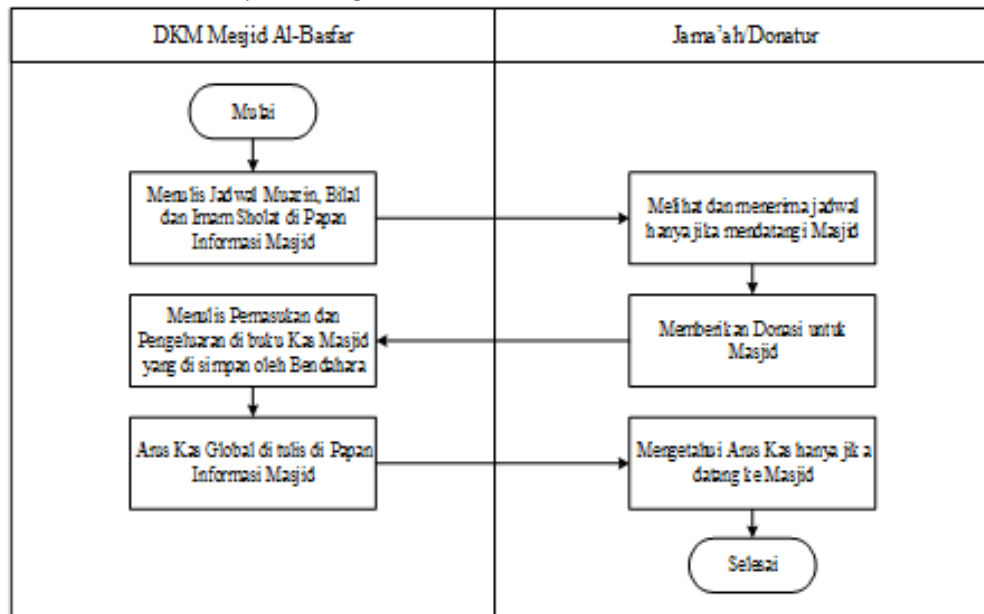 DKM Mesjid Al-Basfar
Jama'ah/Donatur
Mulai
Menulis Jadwal Muazin, Bilal
dan Imam Sholat di Papan
Informasi Masjid
Melihat dan menerima jadwal
hanya jika mendatangi Masjid
Menulis Pemasukan dan
Pengeluaran di buku Kas Masjid
yang di simpan oleh Bendahara
Memberikan Donasi untuk
Masjid
Arus Kas Global di tulis di Papan
Informasi Masjid
Mengetahui Arus Kas hanya jika
datang ke Masjid
Selesai